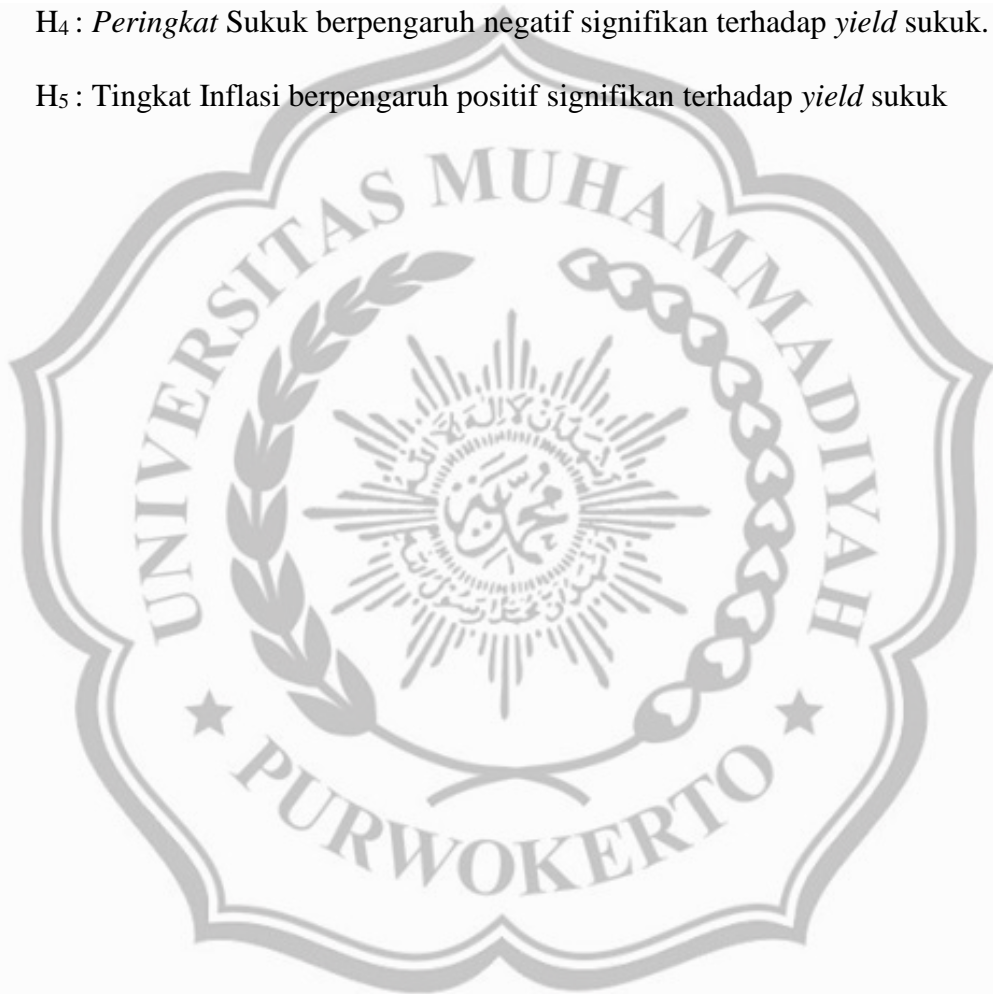 H₄ : Peringkat Sukuk berpengaruh negatif signifikan terhadap yield sukuk.
H₅ : Tingkat Inflasi berpengaruh positif signifikan terhadap yield sukuk
UNIVERSITAS MUHAMMADIYAH
PURWOKERTO